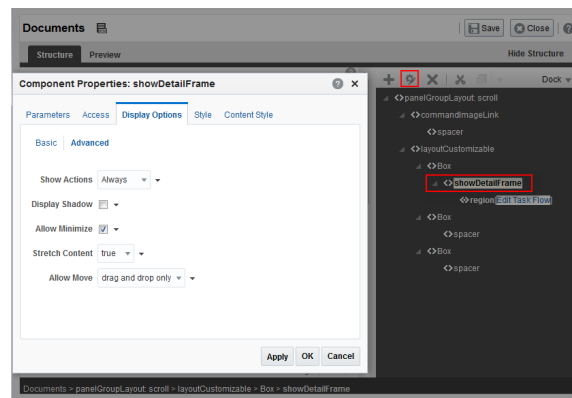 Documents
Save
Close
Structure
Preview
Hide Structure
Component Properties: showDetailFrame
Dock
Parameters Access Display Options Style Content Style
Basic Advanced
Show Actions Always
Display Shadow
Allow Minimize
Stretch Content true
Allow Move drag and drop only
Apply OK Cancel
panelGroupLayout: scroll
commandImageLink
spacer
layoutCustomizable
Box
showDetailFrame
region Edit Task Flow
Box
spacer
Box
spacer
Documents > panelGroupLayout: scroll > layoutCustomizable > Box > showDetailFrame